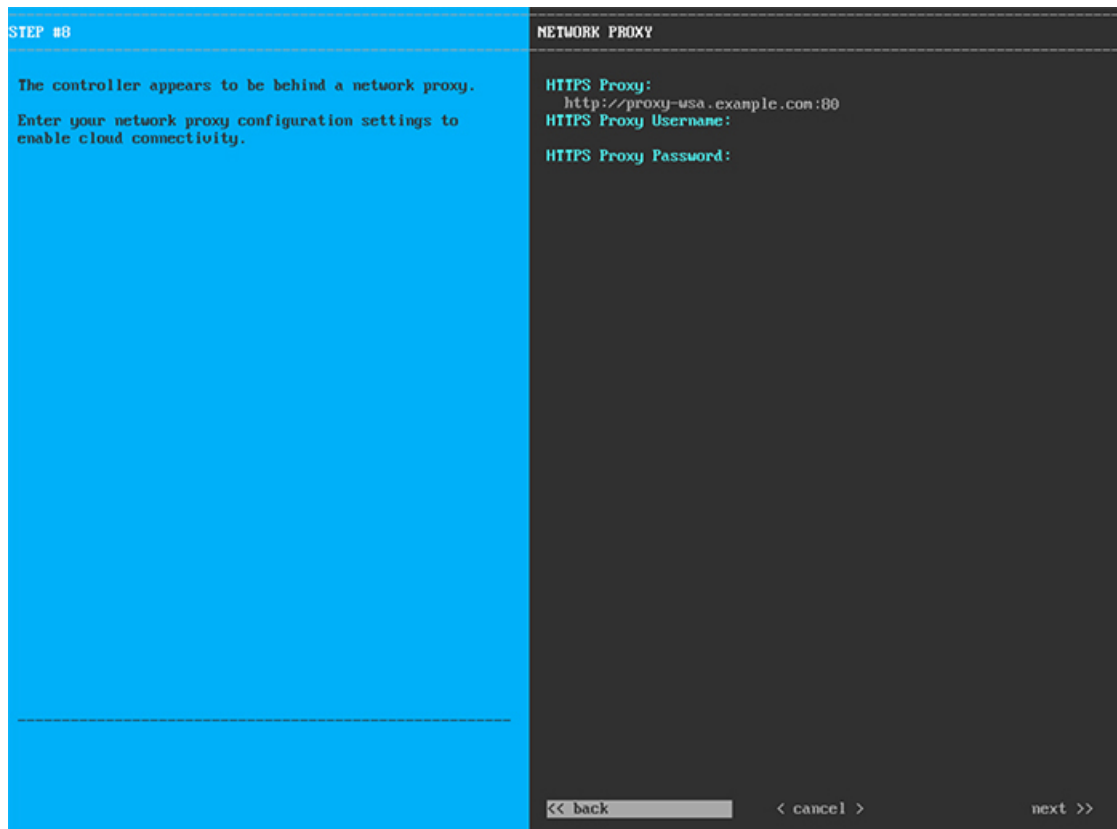 STEP #8
The controller appears to be behind a network proxy.
Enter your network proxy configuration settings to
enable cloud connectivity.
NETWORK PROXY
HTTPS Proxy:
http://proxy-wsa.example.com:80
HTTPS Proxy Username:
HTTPS Proxy Password:
<< back < cancel > next >>